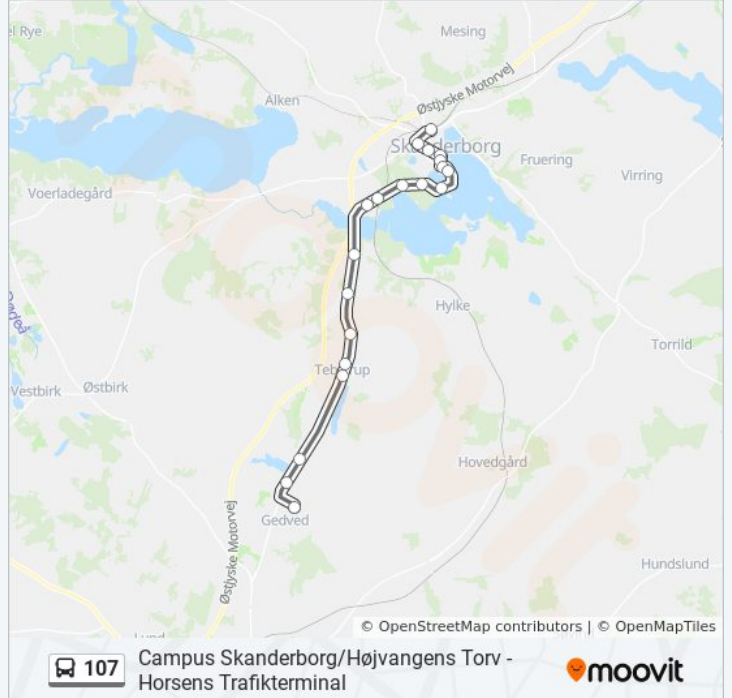 el Rye
Mesing
Østjyske Motorvej
Alken
Skanderborg
Fruering
Virring
Voerladegård
Hylke
Torrild
Tebstrup
Vestbirk
Østbirk
Hovedgård
Gedved
Østjyske Motorvej
Hundslund
Lund
© OpenStreetMap contributors | © OpenMapTiles
107
Campus Skanderborg/Højvangens Torv -
Horsens Trafikterminal
moovit